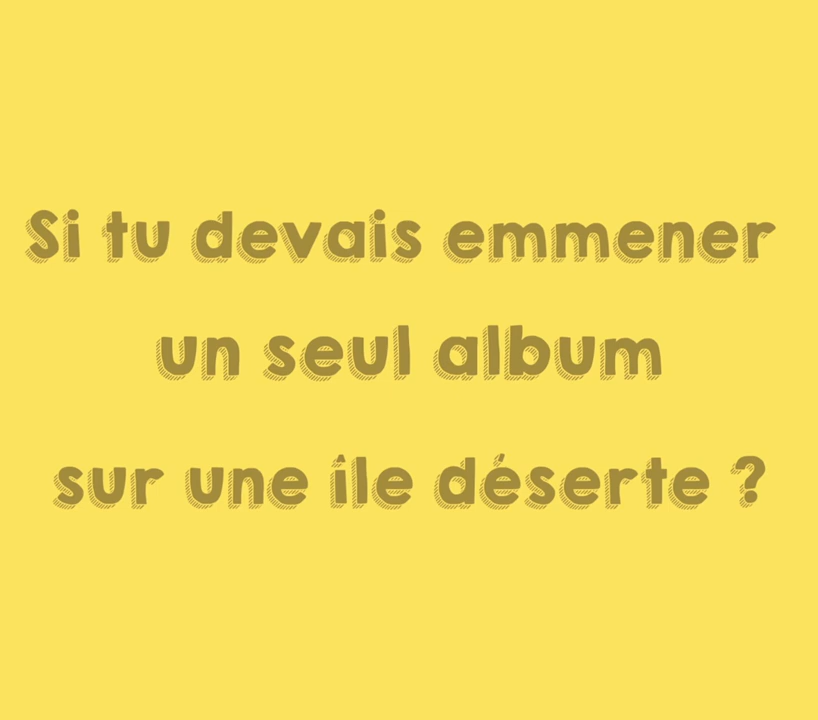 Si tu devais emmener
un seul album
sur une île déserte ?